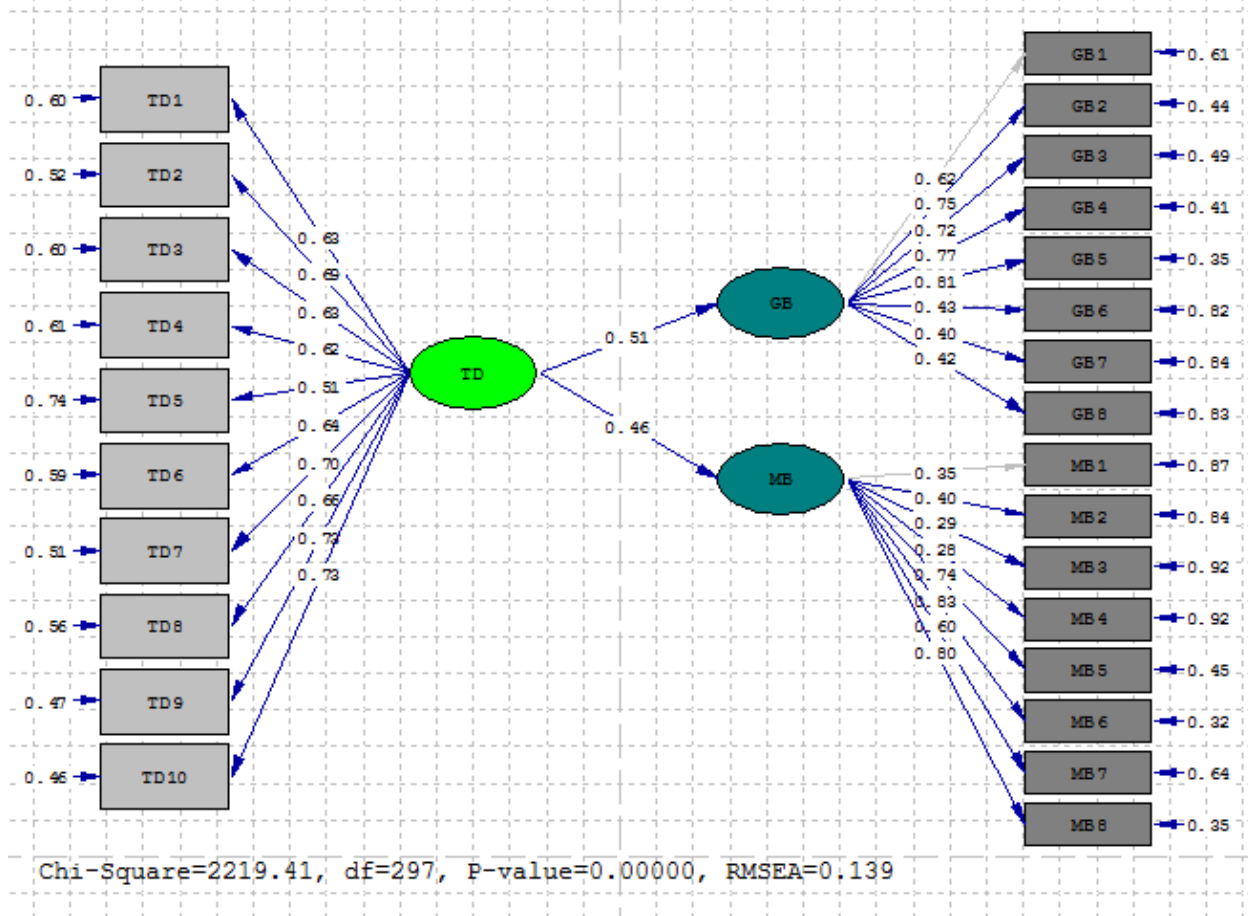 0.60 TD1
0.52 TD2
0.60 TD3
0.61 TD4
0.74 TD5
0.59 TD6
0.51 TD7
0.56 TD8
0.47 TD9
0.46 TD10
0.63
0.69
0.63
0.62
0.51
0.64
0.70
0.66
0.73
0.73
TD
0.51
0.46
GB
MB
0.62
0.75
0.72
0.77
0.81
0.43
0.40
0.42
0.35
0.40
0.29
0.28
0.74
0.83
0.60
0.80
GB1 0.61
GB2 0.44
GB3 0.49
GB4 0.41
GB5 0.35
GB6 0.82
GB7 0.84
GB8 0.83
MB1 0.87
MB2 0.84
MB3 0.92
MB4 0.92
MB5 0.45
MB6 0.32
MB7 0.64
MB8 0.35
Chi-Square=2219.41, df=297, P-value=0.00000, RMSEA=0.139